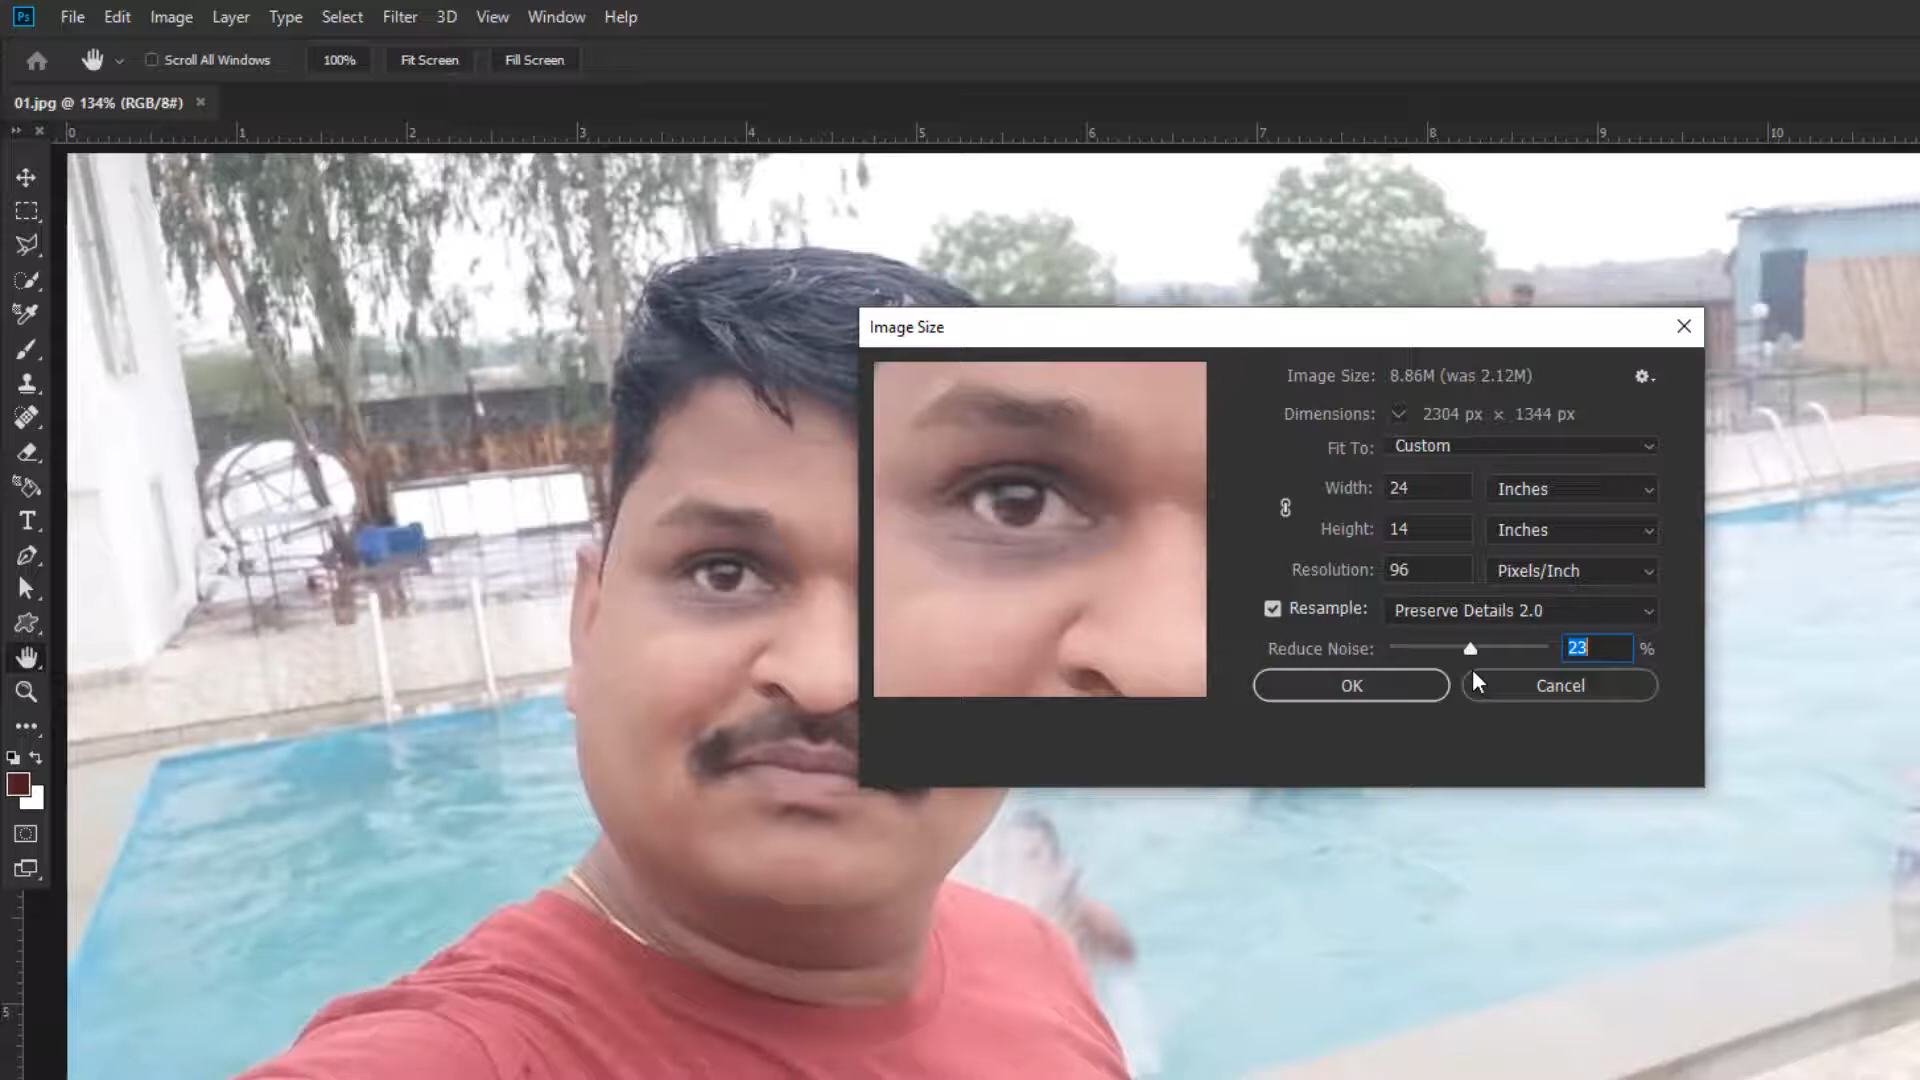 Ps File Edit Image Layer Type Select Filter 3D View Window Help
Scroll All Windows 100% Fit Screen Fill Screen
01.jpg @ 134% (RGB/8#) ×
0 1 2 3 4 5 6 7 8 9 10
Image Size
Image Size: 8.86M (was 2.12M)
Dimensions: 2304 px × 1344 px
Fit To: Custom
Width: 24 Inches
Height: 14 Inches
Resolution: 96 Pixels/Inch
Resample: Preserve Details 2.0
Reduce Noise: 23 %
OK Cancel
T
5